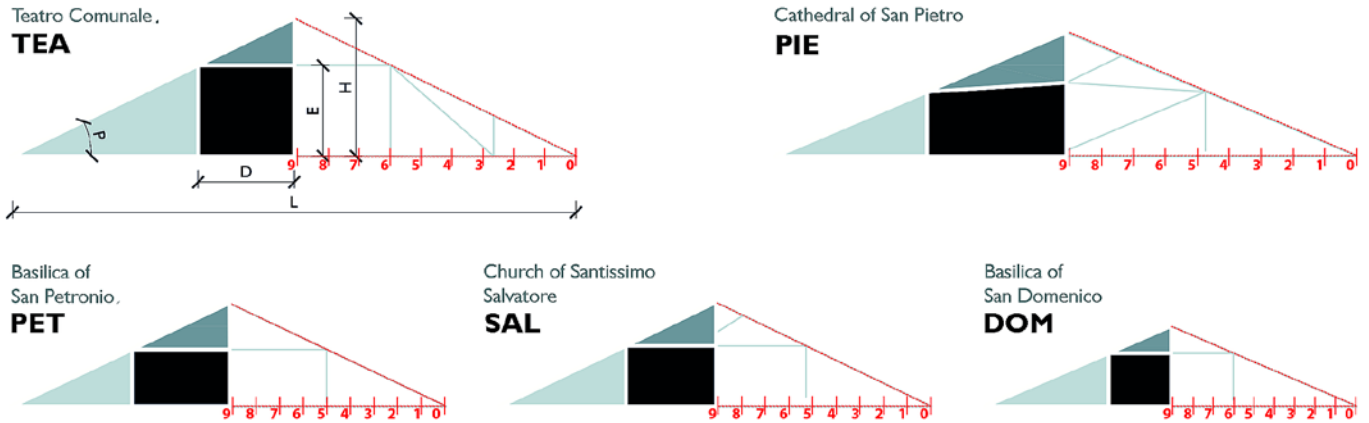 Teatro Comunale.
TEA
P
D
E
H
L
9 8 7 6 5 4 3 2 1 0
Cathedral of San Pietro
PIE
9 8 7 6 5 4 3 2 1 0
Basilica of
San Petronio.
PET
9 8 7 6 5 4 3 2 1 0
Church of Santissimo
Salvatore
SAL
9 8 7 6 5 4 3 2 1 0
Basilica of
San Domenico
DOM
9 8 7 6 5 4 3 2 1 0